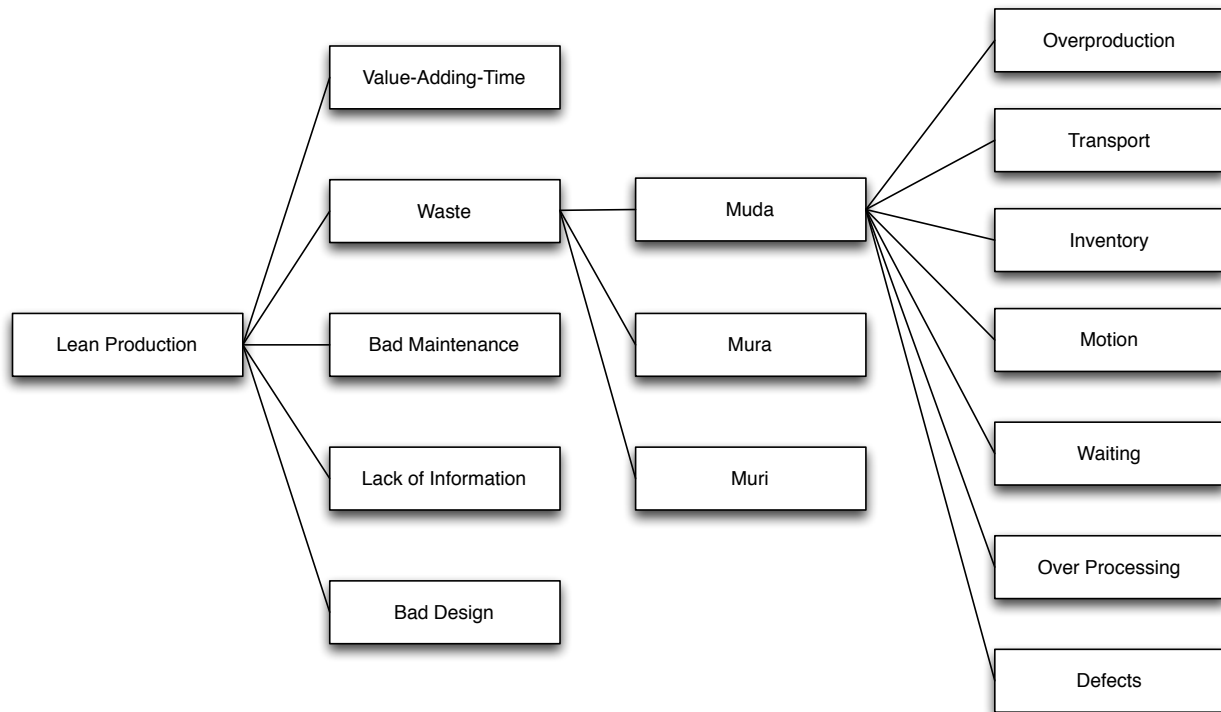 Lean Production
Value-Adding-Time
Waste
Bad Maintenance
Lack of Information
Bad Design
Muda
Mura
Muri
Overproduction
Transport
Inventory
Motion
Waiting
Over Processing
Defects